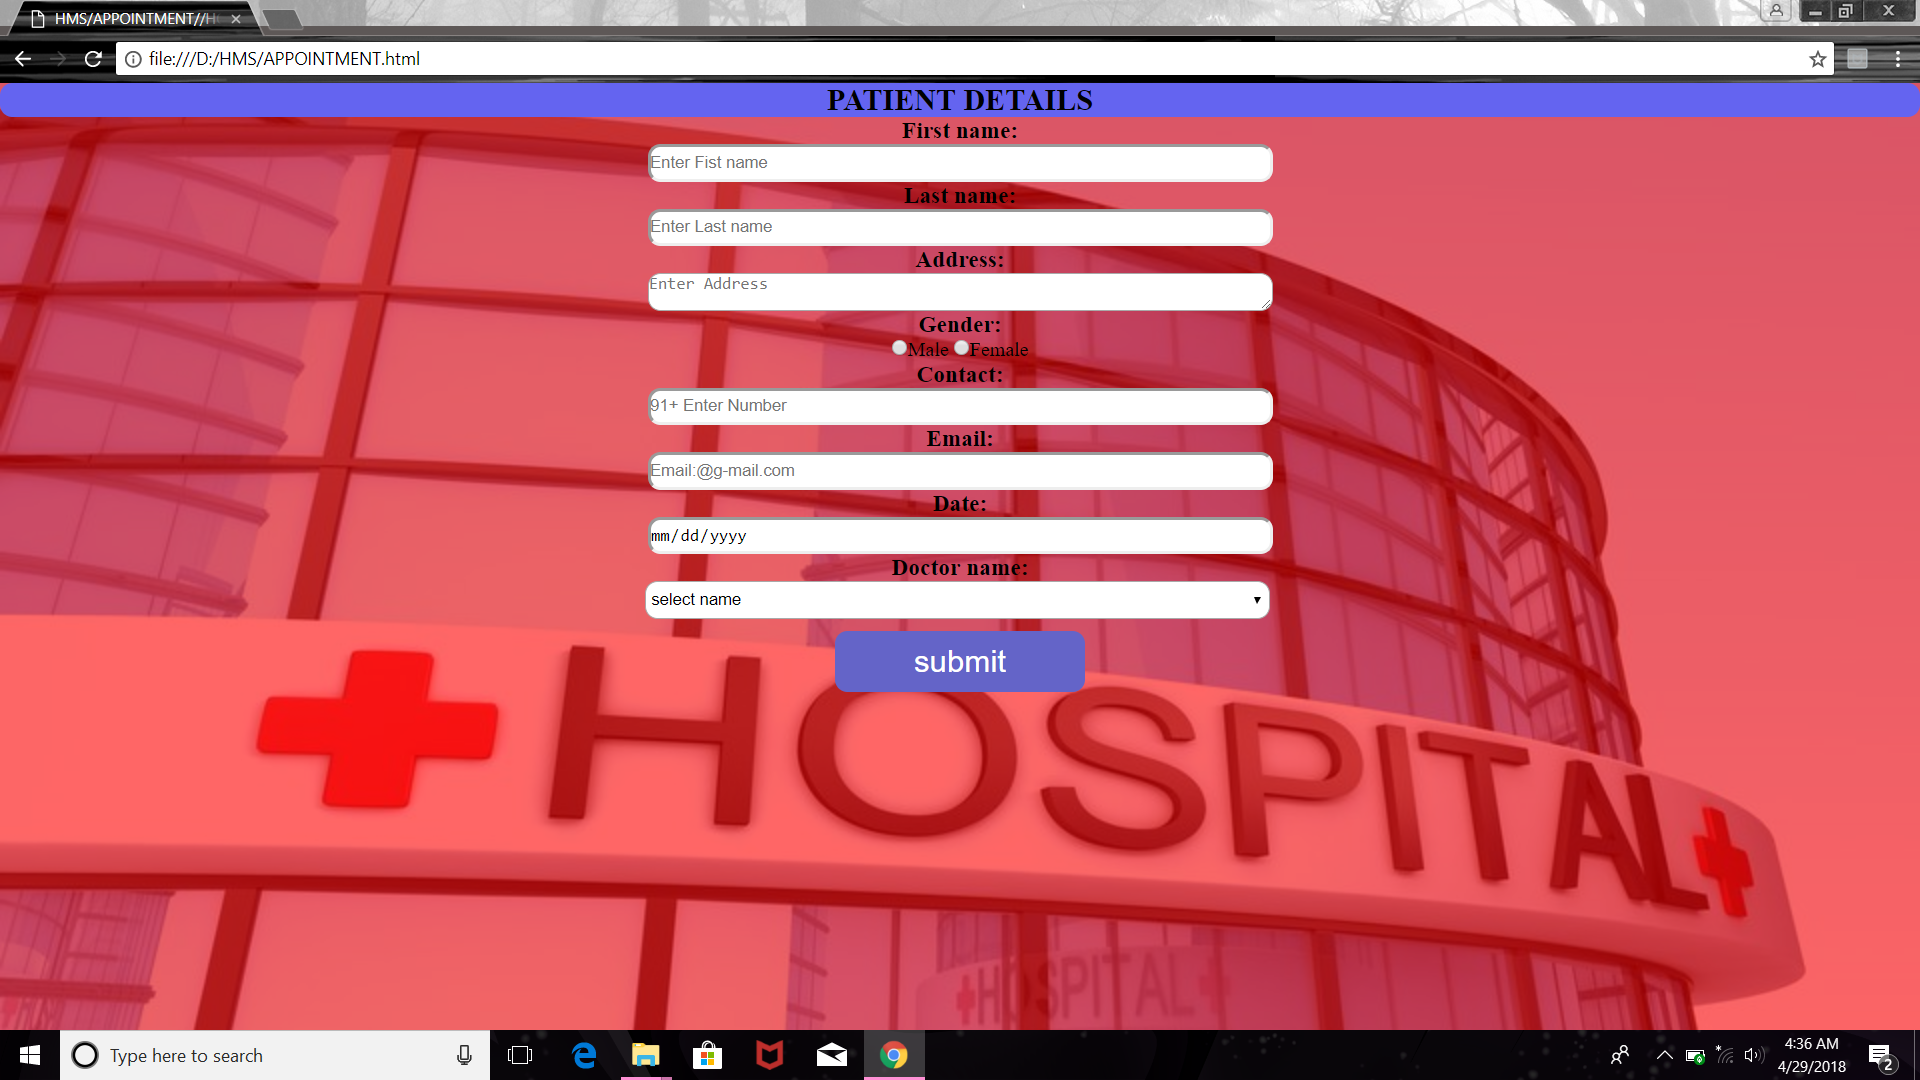 HMS/APPOINTMENT//H
file:///D:/HMS/APPOINTMENT.html
PATIENT DETAILS
First name:
Enter Fist name
Last name:
Enter Last name
Address:
Enter Address
Gender:
Male Female
Contact:
91+ Enter Number
Email:
Email:@g-mail.com
Date:
mm/dd/yyyy
Doctor name:
select name
submit
HOSPITAL
HOSPITAL
Type here to search
4:36 AM
4/29/2018
2